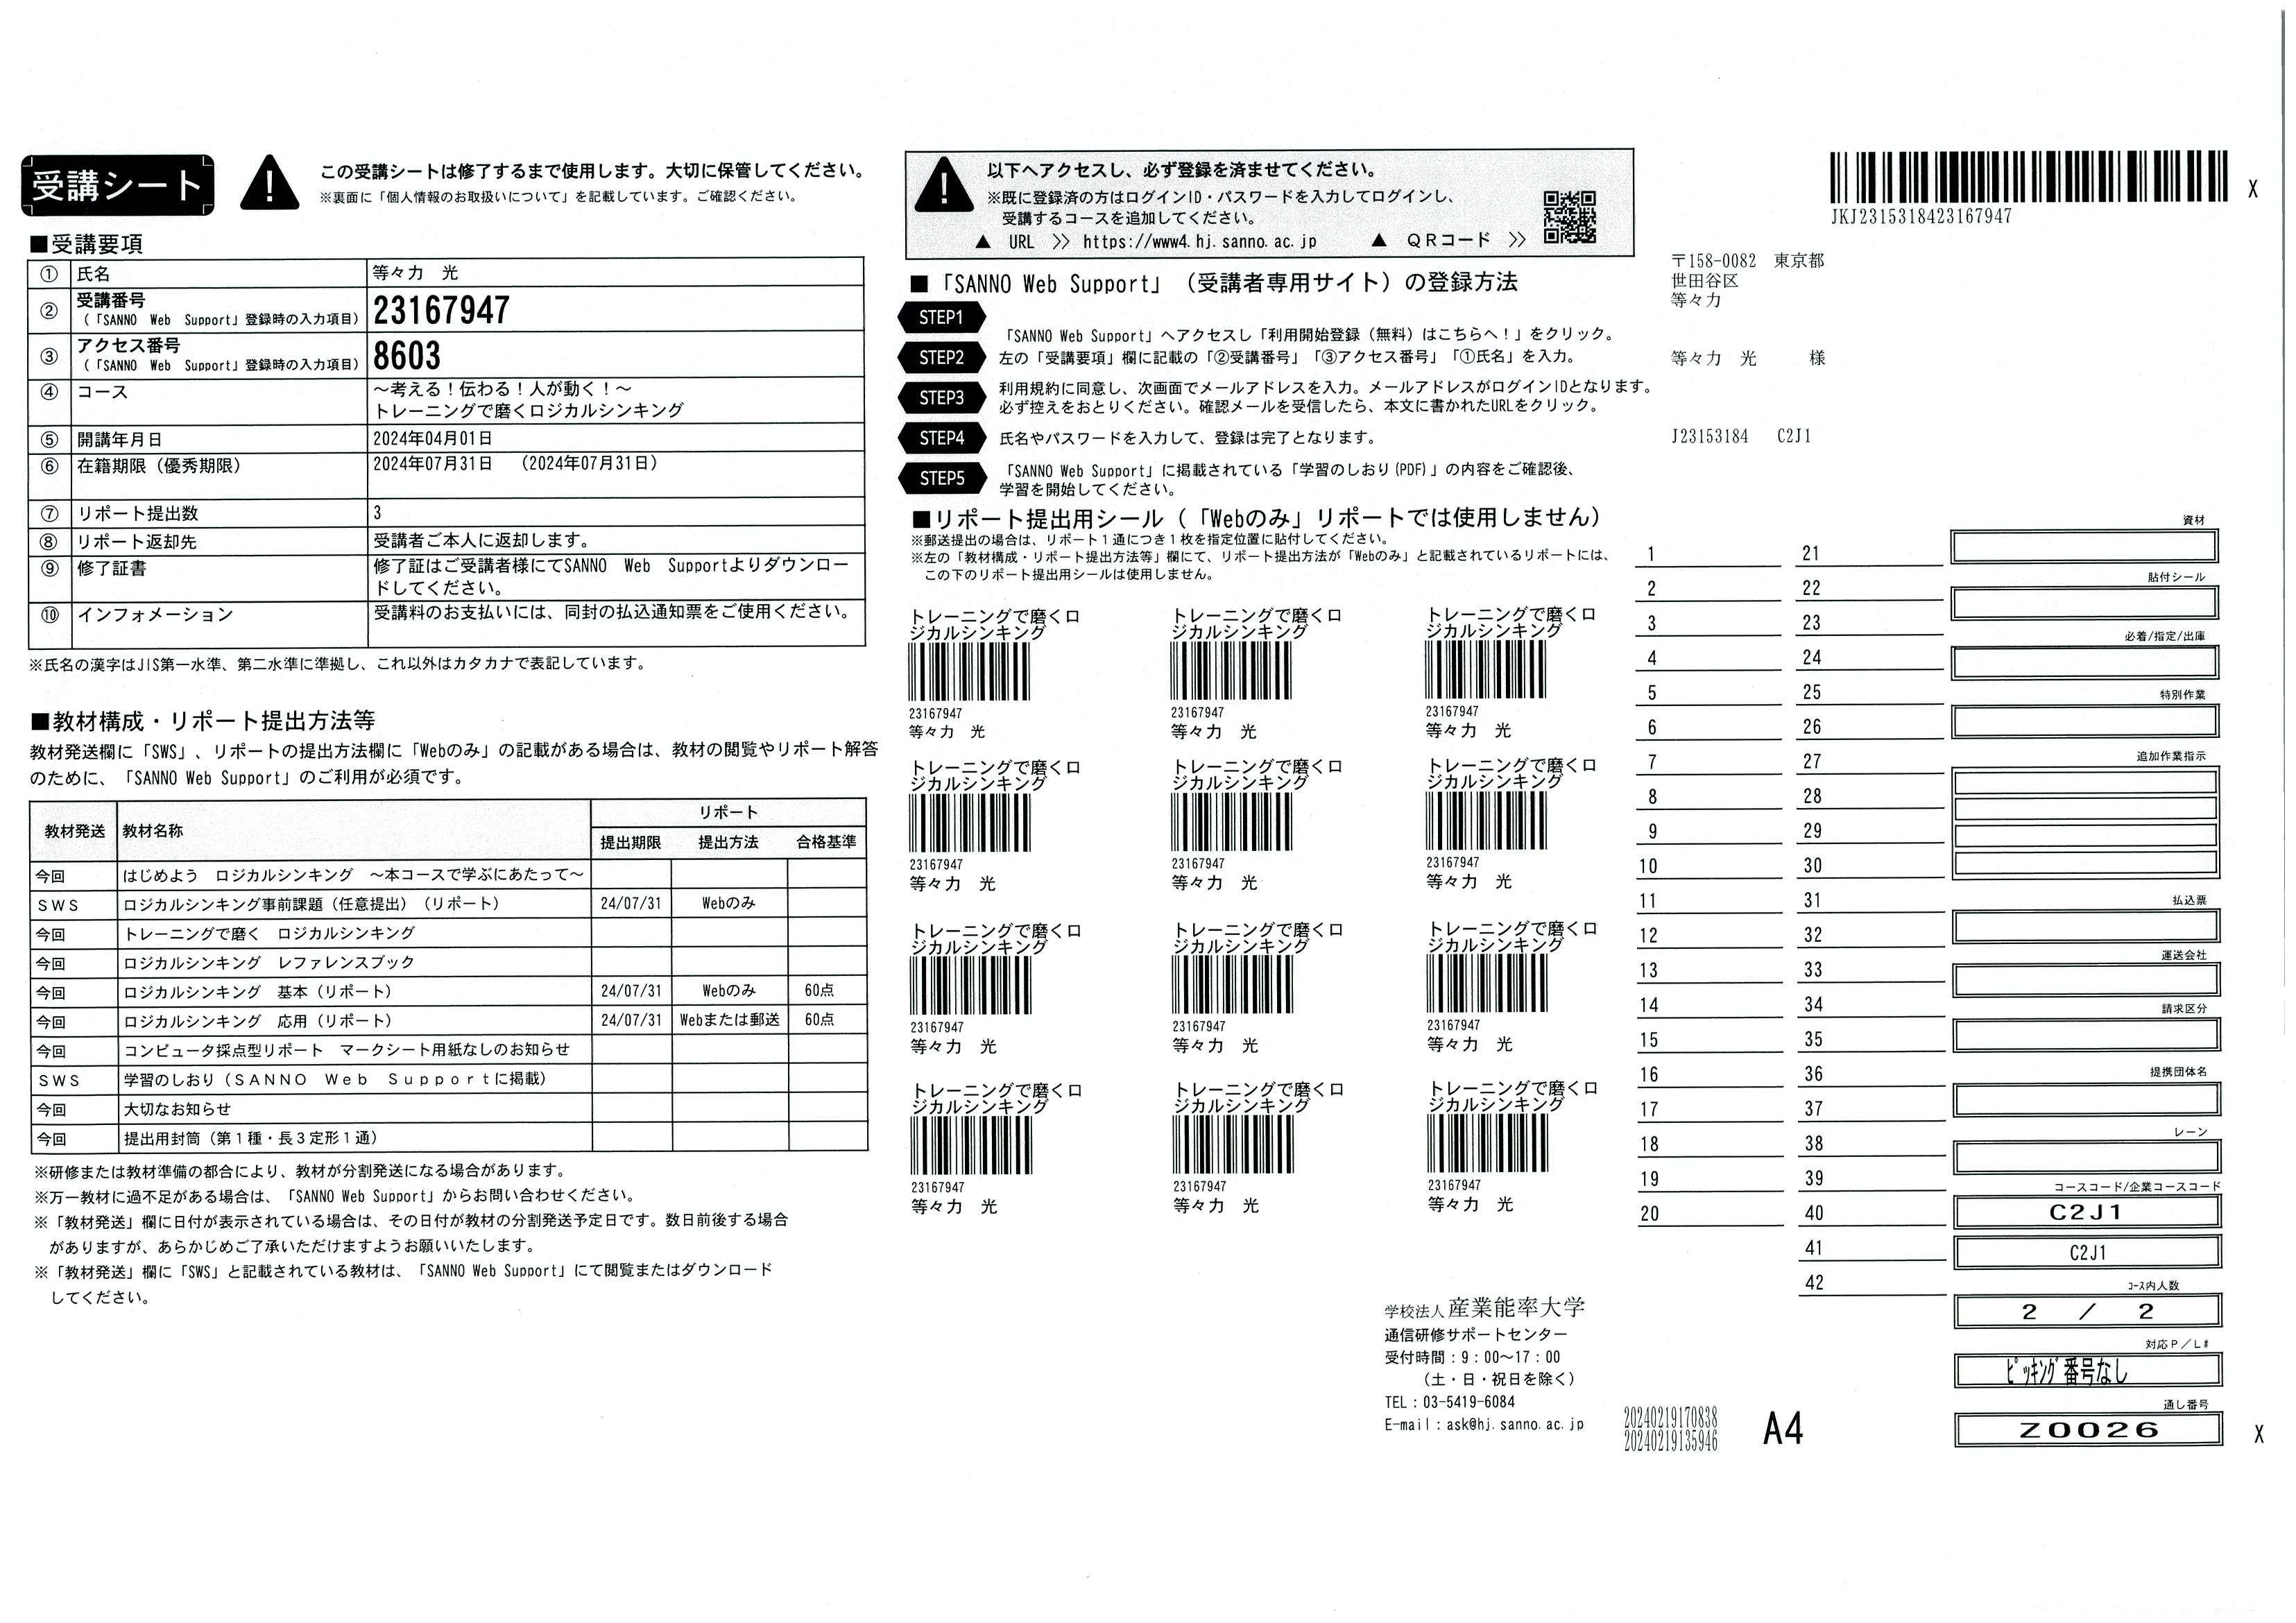 受講シート
この受講シートは修了するまで使用します。大切に保管してください。
※裏面に「個人情報のお取扱いについて」を記載しています。ご確認ください。
■受講要項
① 氏名 等々力 光
② 受講番号 (「SANNO Web Support」登録時の入力項目) 23167947
③ アクセス番号 (「SANNO Web Support」登録時の入力項目) 8603
④ コース ～考える！伝わる！人が動く！～
トレーニングで磨くロジカルシンキング
⑤ 開講年月日 2024年04月01日
⑥ 在籍期限（優秀期限） 2024年07月31日 （2024年07月31日）
⑦ リポート提出数 3
⑧ リポート返却先 受講者ご本人に返却します。
⑨ 修了証書 修了証はご受講者様にてSANNO Web Supportよりダウンロー
ドしてください。
⑩ インフォメーション 受講料のお支払いには、同封の払込通知票をご使用ください。
※氏名の漢字はJIS第一水準、第二水準に準拠し、これ以外はカタカナで表記しています。
■教材構成・リポート提出方法等
教材発送欄に「SWS」、リポートの提出方法欄に「Webのみ」の記載がある場合は、教材の閲覧やリポート解答
のために、「SANNO Web Support」のご利用が必須です。
教材発送 教材名称 リポート
提出期限 提出方法 合格基準
今回 はじめよう ロジカルシンキング ～本コースで学ぶにあたって～
ＳＷＳ ロジカルシンキング事前課題（任意提出）（リポート） 24/07/31 Webのみ
今回 トレーニングで磨く ロジカルシンキング
今回 ロジカルシンキング レファレンスブック
今回 ロジカルシンキング 基本（リポート） 24/07/31 Webのみ 60点
今回 ロジカルシンキング 応用（リポート） 24/07/31 Webまたは郵送 60点
今回 コンピュータ採点型リポート マークシート用紙なしのお知らせ
ＳＷＳ 学習のしおり（ＳＡＮＮＯ Ｗｅｂ Ｓｕｐｐｏｒｔに掲載）
今回 大切なお知らせ
今回 提出用封筒（第１種・長３定形１通）
※研修または教材準備の都合により、教材が分割発送になる場合があります。
※万一教材に過不足がある場合は、「SANNO Web Support」からお問い合わせください。
※「教材発送」欄に日付が表示されている場合は、その日付が教材の分割発送予定日です。数日前後する場合
がありますが、あらかじめご了承いただけますようお願いいたします。
※「教材発送」欄に「SWS」と記載されている教材は、「SANNO Web Support」にて閲覧またはダウンロード
してください。
以下へアクセスし、必ず登録を済ませてください。
※既に登録済の方はログインID・パスワードを入力してログインし、
受講するコースを追加してください。
▲ URL ≫ https://www4.hj.sanno.ac.jp ▲ ＱＲコード ≫
■「SANNO Web Support」（受講者専用サイト）の登録方法
STEP1 「SANNO Web Support」へアクセスし「利用開始登録（無料）はこちらへ！」をクリック。
STEP2 左の「受講要項」欄に記載の「②受講番号」「③アクセス番号」「①氏名」を入力。
STEP3 利用規約に同意し、次画面でメールアドレスを入力。メールアドレスがログインIDとなります。
必ず控えをおとりください。確認メールを受信したら、本文に書かれたURLをクリック。
STEP4 氏名やパスワードを入力して、登録は完了となります。
STEP5 「SANNO Web Support」に掲載されている「学習のしおり(PDF)」の内容をご確認後、
学習を開始してください。
■リポート提出用シール（「Webのみ」リポートでは使用しません）
※郵送提出の場合は、リポート１通につき１枚を指定位置に貼付してください。
※左の「教材構成・リポート提出方法等」欄にて、リポート提出方法が「Webのみ」と記載されているリポートには、
この下のリポート提出用シールは使用しません。
トレーニングで磨くロ トレーニングで磨くロ トレーニングで磨くロ
ジカルシンキング ジカルシンキング ジカルシンキング
23167947 23167947 23167947
等々力 光 等々力 光 等々力 光
トレーニングで磨くロ トレーニングで磨くロ トレーニングで磨くロ
ジカルシンキング ジカルシンキング ジカルシンキング
23167947 23167947 23167947
等々力 光 等々力 光 等々力 光
トレーニングで磨くロ トレーニングで磨くロ トレーニングで磨くロ
ジカルシンキング ジカルシンキング ジカルシンキング
23167947 23167947 23167947
等々力 光 等々力 光 等々力 光
トレーニングで磨くロ トレーニングで磨くロ トレーニングで磨くロ
ジカルシンキング ジカルシンキング ジカルシンキング
23167947 23167947 23167947
等々力 光 等々力 光 等々力 光
学校法人 産業能率大学
通信研修サポートセンター
受付時間：9：00～17：00
（土・日・祝日を除く）
TEL：03-5419-6084
E-mail：ask@hj.sanno.ac.jp
X
JKJ2315318423167947
〒158-0082 東京都
世田谷区
等々力
等々力 光 様
J23153184 C2J1
1 21
2 22
3 23
4 24
5 25
6 26
7 27
8 28
9 29
10 30
11 31
12 32
13 33
14 34
15 35
16 36
17 37
18 38
19 39
20 40
41
42
資材
貼付シール
必着/指定/出庫
特別作業
追加作業指示
払込票
運送会社
請求区分
提携団体名
レーン
コースコード/企業コースコード
C2J1
C2J1
ｺｰｽ内人数
2 / 2
対応Ｐ／Ｌ#
ﾋﾟｯｷﾝｸﾞ番号なし
通し番号
Z0026
20240219170838
20240219135946
A4
X